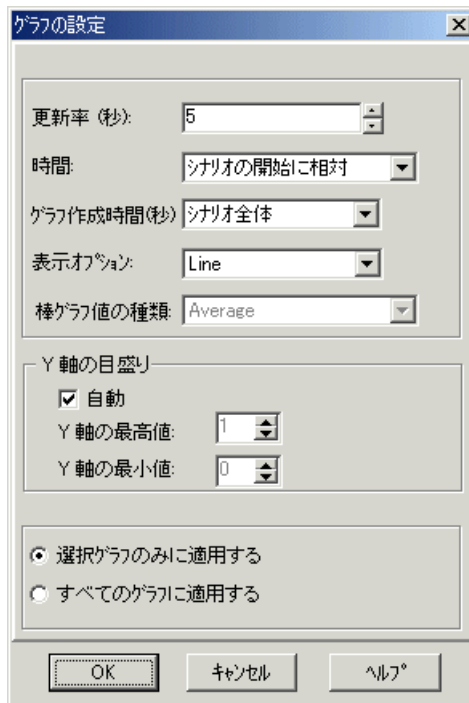 ｸﾞﾗﾌの設定
更新率 (秒): 5
時間: ｼﾅﾘｵの開始に相対
ｸﾞﾗﾌ作成時間(秒) ｼﾅﾘｵ全体
表示ｵﾌﾟｼｮﾝ: Line
棒ｸﾞﾗﾌ値の種類: Average
Y 軸の目盛り
自動
Y 軸の最高値: 1
Y 軸の最小値: 0
選択ｸﾞﾗﾌのみに適用する
すべてのｸﾞﾗﾌに適用する
OK ｷｬﾝｾﾙ ﾍﾙﾌﾟ